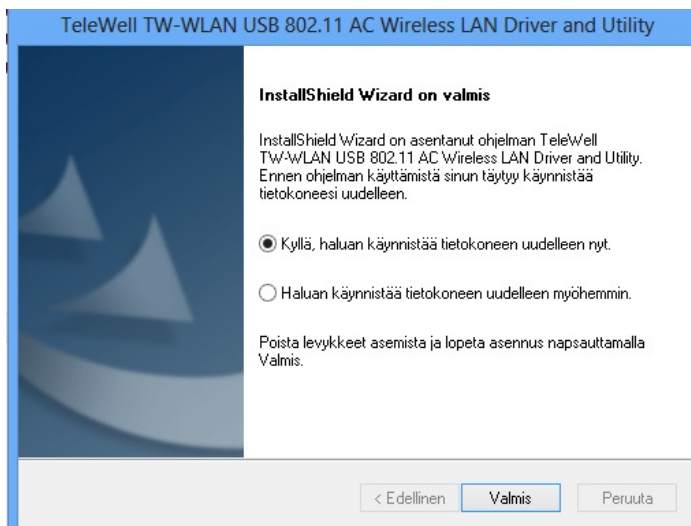 TeleWell TW-WLAN USB 802.11 AC Wireless LAN Driver and Utility
InstallShield Wizard on valmis
InstallShield Wizard on asentanut ohjelman TeleWell
TW-WLAN USB 802.11 AC Wireless LAN Driver and Utility.
Ennen ohjelman käyttämistä sinun täytyy käynnistää
tietokoneesi uudelleen.
Kyllä, haluan käynnistää tietokoneen uudelleen nyt.
Haluan käynnistää tietokoneen uudelleen myöhemmin.
Poista levykkeet asemista ja lopeta asennus napsauttamalla
Valmis.
< Edellinen
Valmis
Peruuta